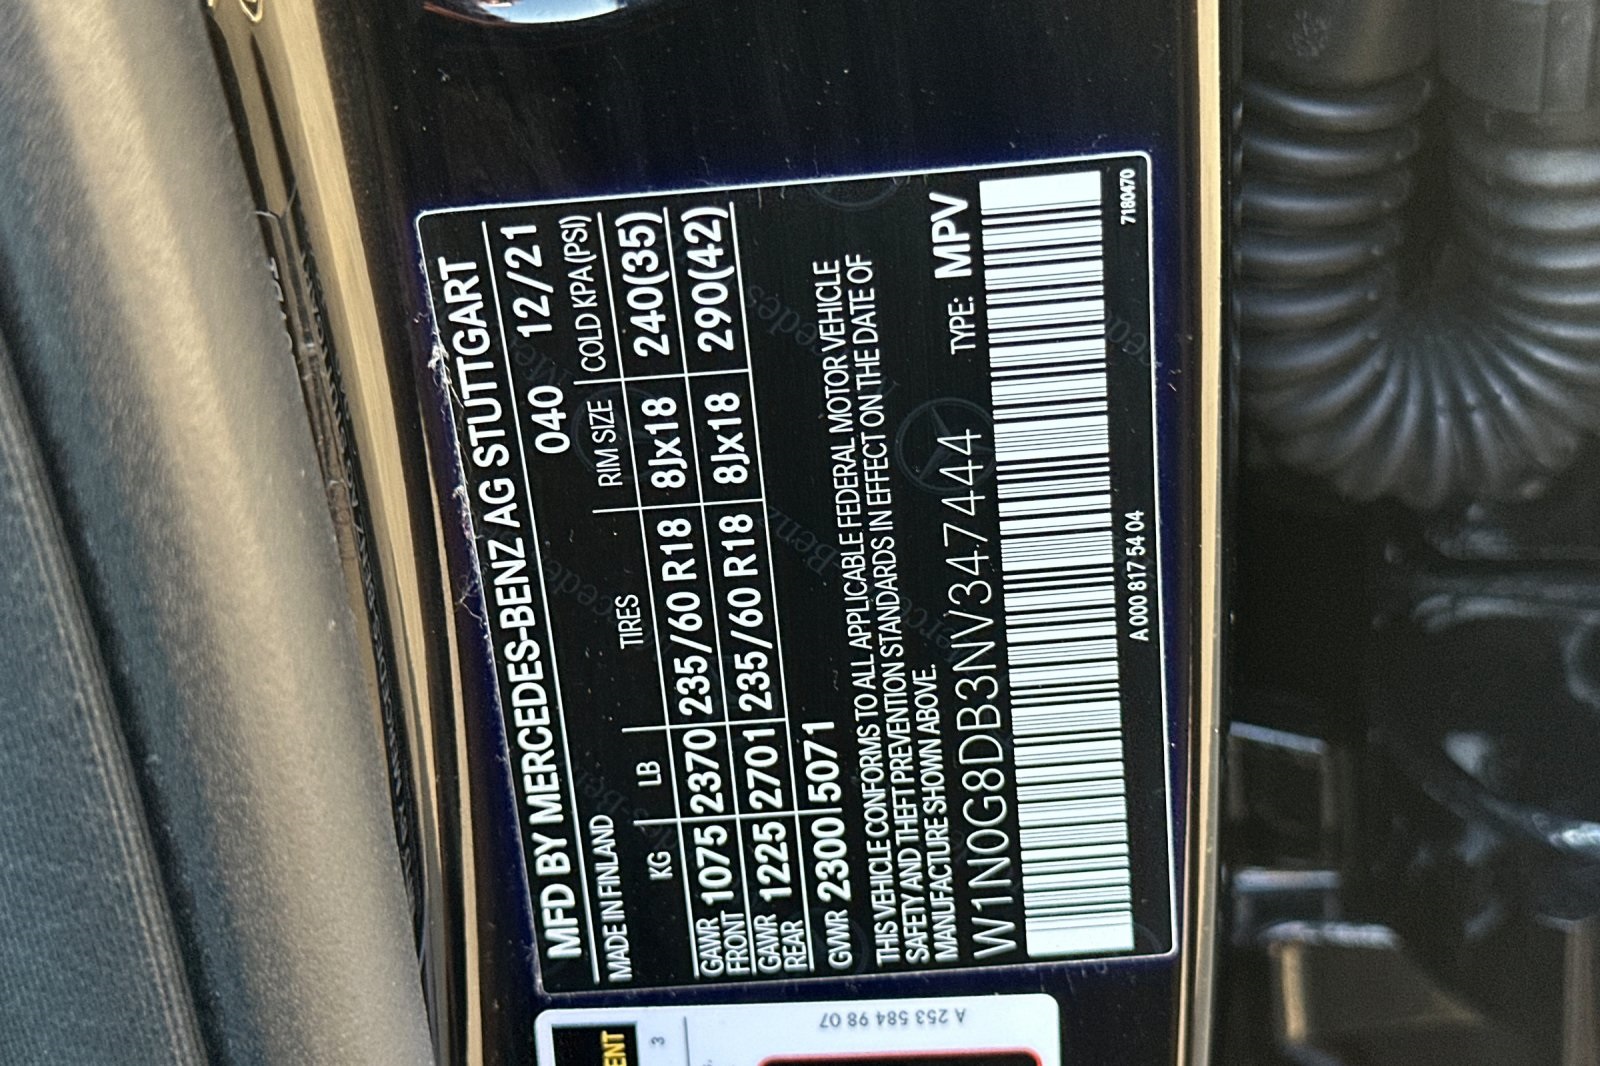 MFD BY MERCEDES-BENZ AG STUTTGART
MADE IN FINLAND 040 12/21
KG LB TIRES RIM SIZE COLD KPA(PSI)
GAWR FRONT 1075 2370 235/60 R18 8Jx18 240(35)
GAWR REAR 1225 2701 235/60 R18 8Jx18 290(42)
GVWR 2300 5071
THIS VEHICLE CONFORMS TO ALL APPLICABLE FEDERAL MOTOR VEHICLE
SAFETY AND THEFT PREVENTION STANDARDS IN EFFECT ON THE DATE OF
MANUFACTURE SHOWN ABOVE. TYPE: MPV
W1N0G8DB3NV347444
A 000 817 54 04 7180470
A 253 584 98 07
ENT
3